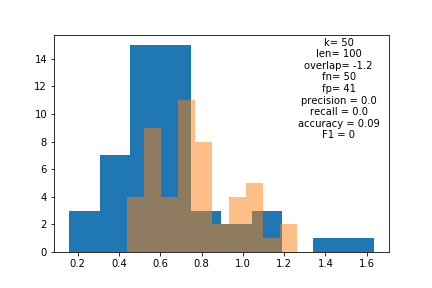 k= 50
len= 100
overlap= -1.2
fn= 50
fp= 41
precision = 0.0
recall = 0.0
accuracy = 0.09
F1 = 0
14
12
10
8
6
4
2
0
0.2 0.4 0.6 0.8 1.0 1.2 1.4 1.6